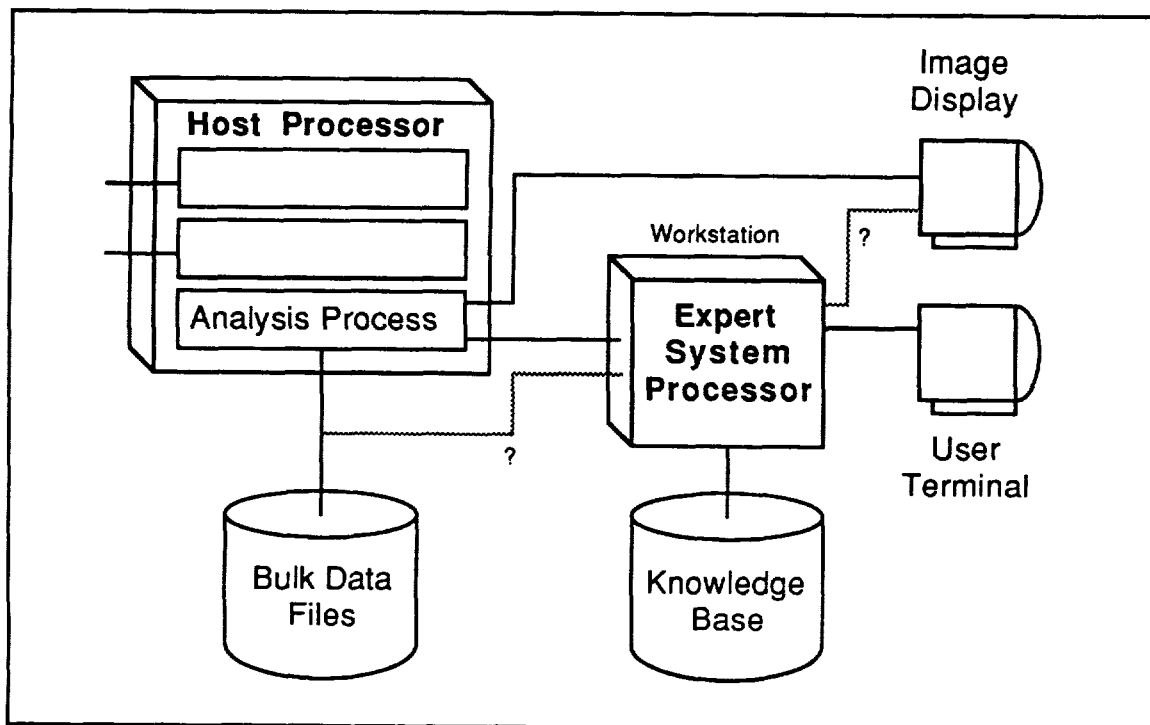 Image
Display
Host Processor
Workstation
?
Analysis Process
Expert
System
Processor
?
User
Terminal
Bulk Data
Files
Knowledge
Base